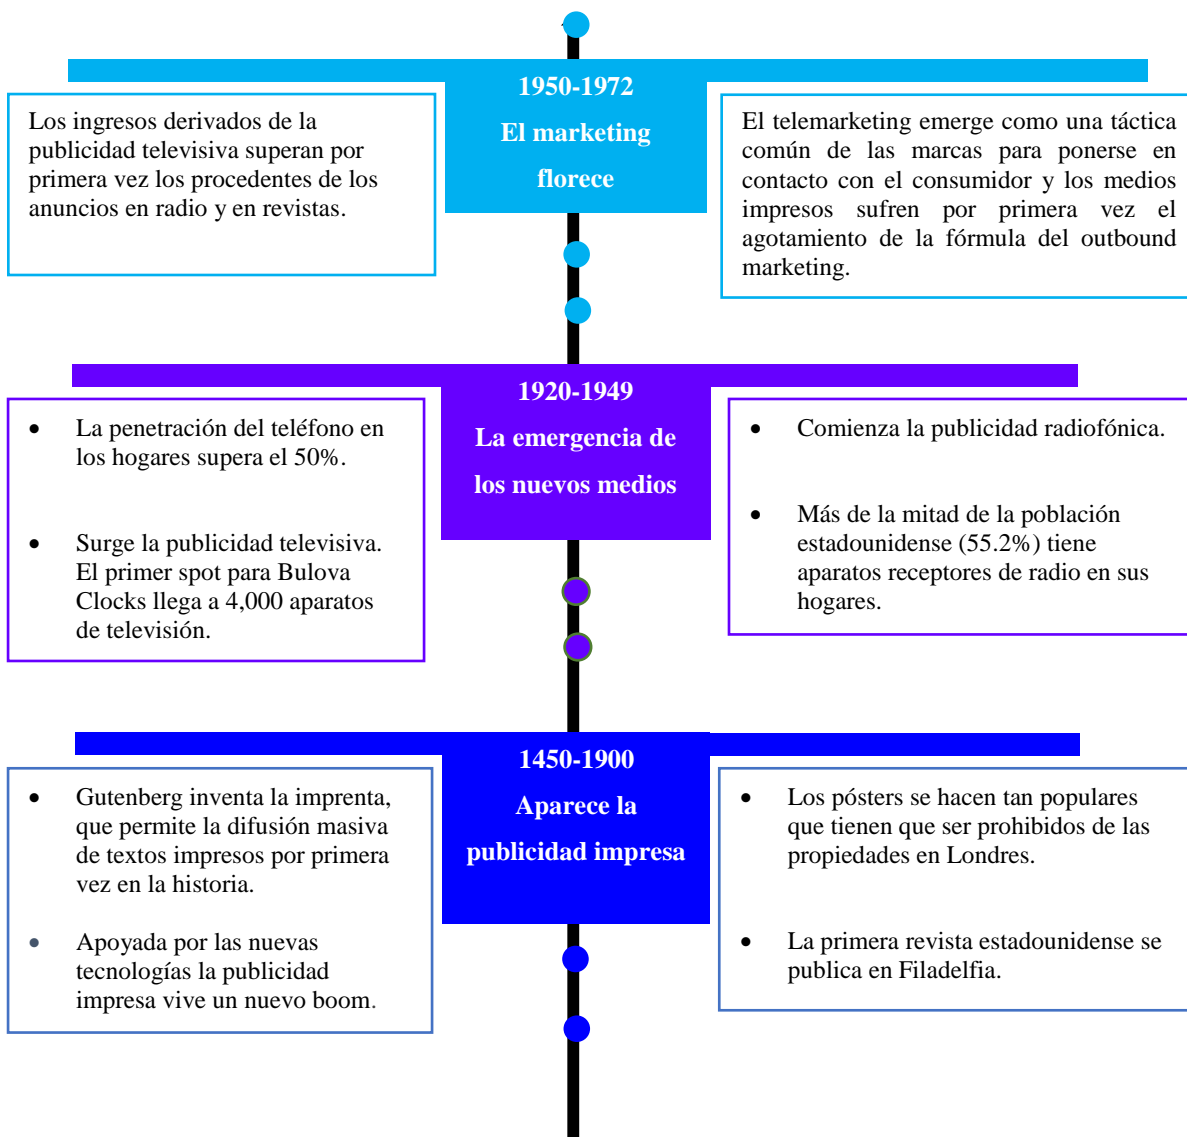 1950-1972
El marketing
florece
Los ingresos derivados de la
publicidad televisiva superan por
primera vez los procedentes de los
anuncios en radio y en revistas.
El telemarketing emerge como una táctica
común de las marcas para ponerse en
contacto con el consumidor y los medios
impresos sufren por primera vez el
agotamiento de la fórmula del outbound
marketing.
1920-1949
La emergencia de
los nuevos medios
• La penetración del teléfono en
los hogares supera el 50%.
• Surge la publicidad televisiva.
El primer spot para Bulova
Clocks llega a 4,000 aparatos
de televisión.
• Comienza la publicidad radiofónica.
• Más de la mitad de la población
estadounidense (55.2%) tiene
aparatos receptores de radio en sus
hogares.
1450-1900
Aparece la
publicidad impresa
• Gutenberg inventa la imprenta,
que permite la difusión masiva
de textos impresos por primera
vez en la historia.
• Apoyada por las nuevas
tecnologías la publicidad
impresa vive un nuevo boom.
• Los pósters se hacen tan populares
que tienen que ser prohibidos de las
propiedades en Londres.
• La primera revista estadounidense se
publica en Filadelfia.